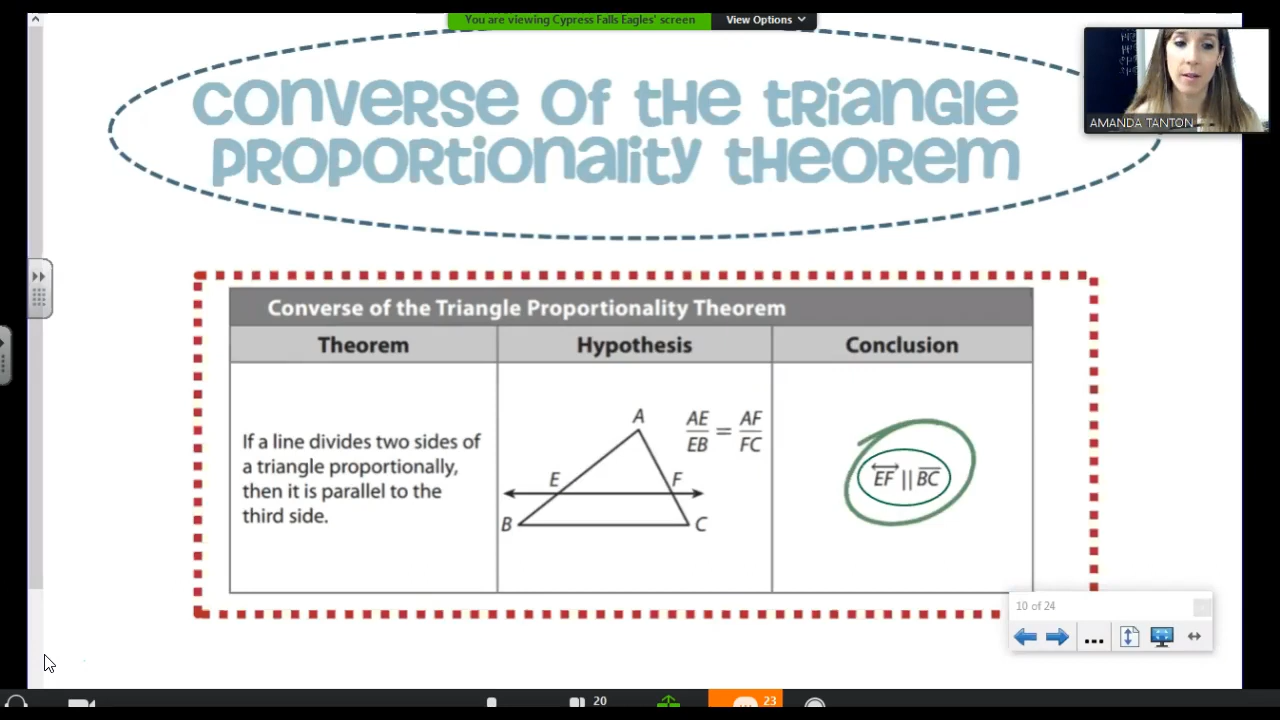 You are viewing Cypress Falls Eagles' screen
View Options
CONVERSE OF THE TRIANGLE
PROPORTIONALITY THEOREM
AMANDA TANTON
Converse of the Triangle Proportionality Theorem
Theorem
Hypothesis
Conclusion
If a line divides two sides of
a triangle proportionally,
then it is parallel to the
third side.
A
E
F
B
C
AE/EB = AF/FC
EF || BC
10 of 24
20
23